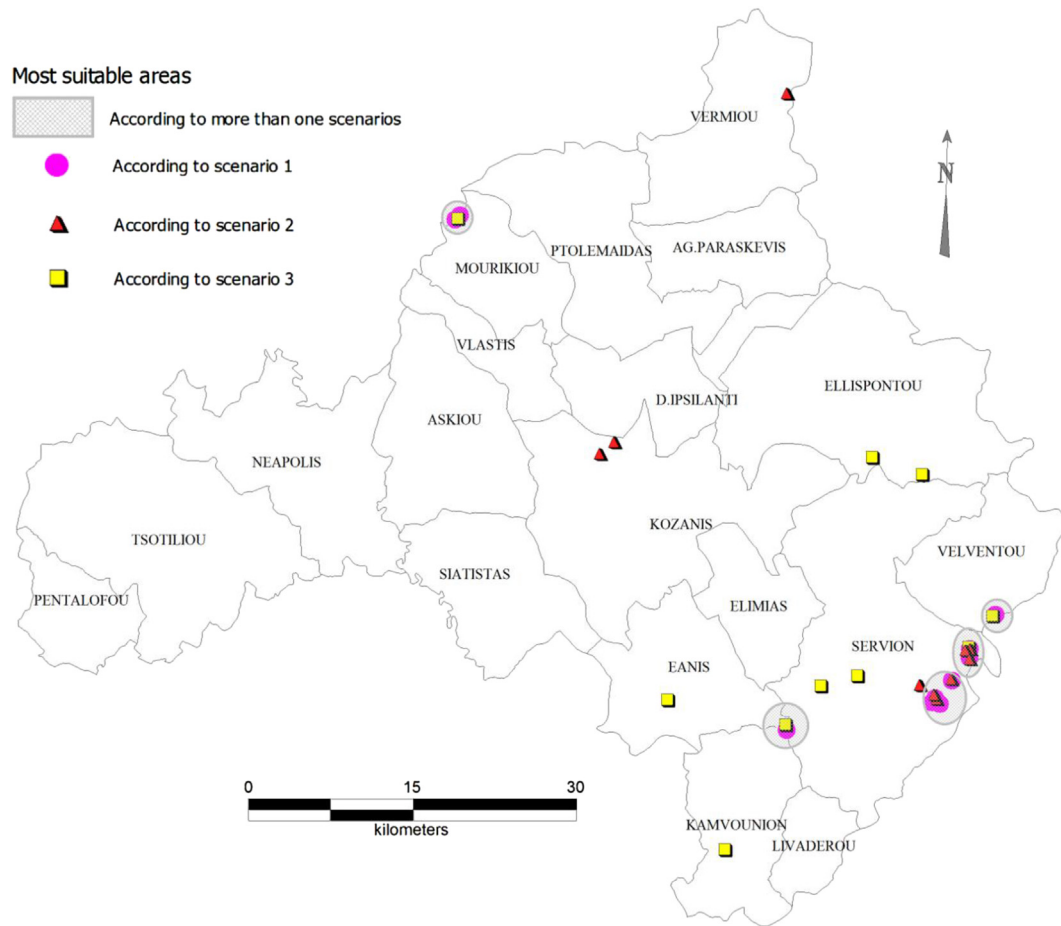 Most suitable areas
According to more than one scenarios
According to scenario 1
According to scenario 2
According to scenario 3
N
VERMIOU
PTOLEMAIDAS
AG.PARASKEVIS
MOURIKIOU
VLASTIS
ELLISPONTOU
D.IPSILANTI
ASKIOU
NEAPOLIS
KOZANIS
TSOTILIOU
VELVENTOU
SIATISTAS
PENTALOFOU
ELIMIAS
SERVION
EANIS
0 15 30
kilometers
KAMVOUNION
LIVADEROU